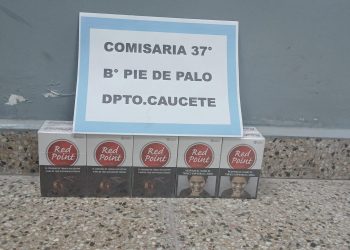 COMISARIA 37°
B° PIE DE PALO
DPTO.CAUCETE
Red Point
Red Point
Red Point
Red Point
Red Point